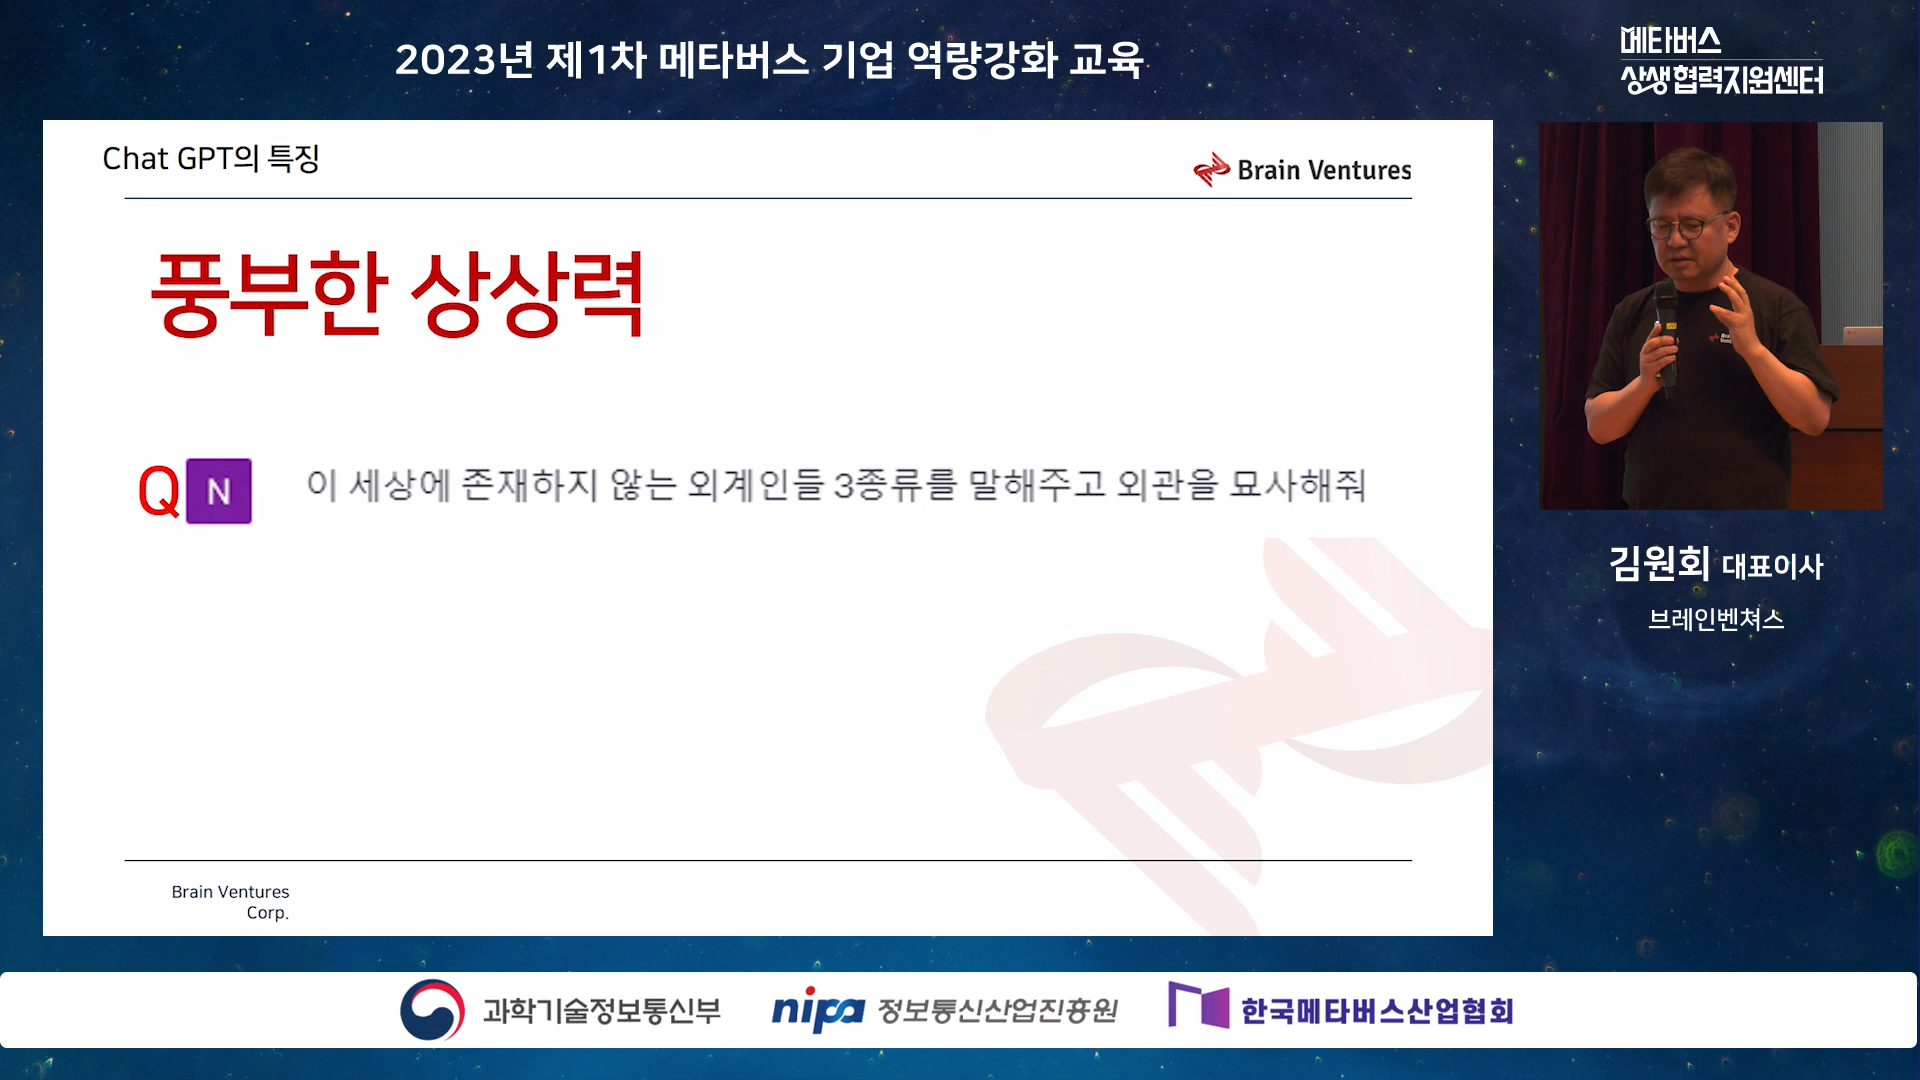 2023년 제1차 메타버스 기업 역량강화 교육
메타버스
상생협력지원센터
Chat GPT의 특징
Brain Ventures
풍부한 상상력
Q N 이 세상에 존재하지 않는 외계인들 3종류를 말해주고 외관을 묘사해줘
김원회 대표이사
브레인벤쳐스
Brain Ventures
Corp.
과학기술정보통신부
nipa 정보통신산업진흥원
한국메타버스산업협회